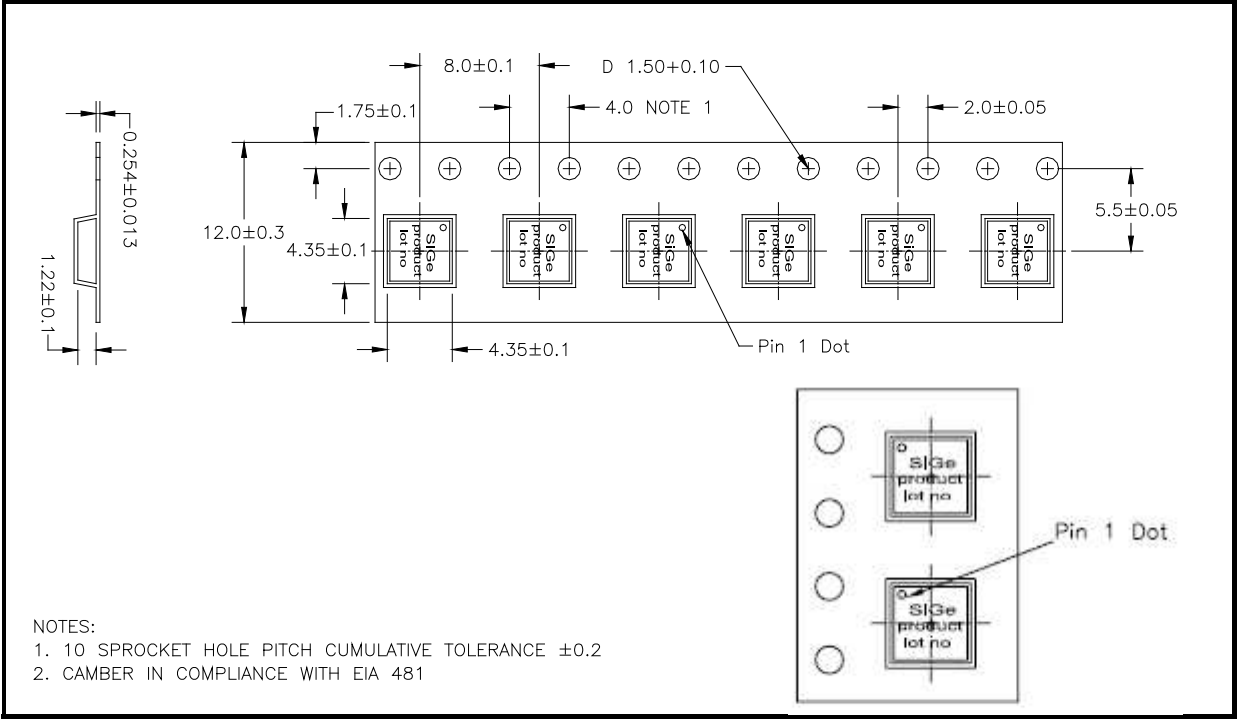 8.0±0.1
D 1.50+0.10
1.75±0.1
4.0 NOTE 1
2.0±0.05
0.254±0.013
12.0±0.3
4.35±0.1
5.5±0.05
1.22±0.1
SIGe
product
lot no
SIGe
product
lot no
SiGe
product
lot no
SIGe
product
lot no
SIGe
product
lot no
SIGe
product
lot no
4.35±0.1
Pin 1 Dot
SIGe
product
lot no
Pin 1 Dot
SIGe
product
lot no
NOTES:
1. 10 SPROCKET HOLE PITCH CUMULATIVE TOLERANCE ±0.2
2. CAMBER IN COMPLIANCE WITH EIA 481